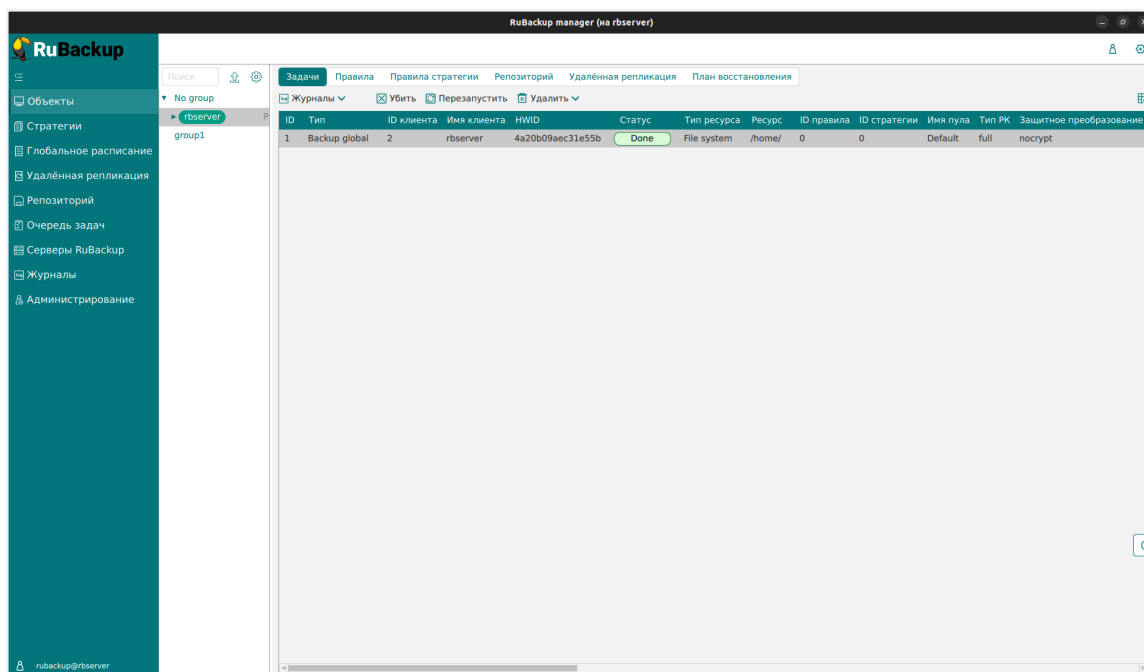 RuBackup manager (на rbserver)
RuBackup
Объекты
Стратегии
Глобальное расписание
Удалённая репликация
Репозиторий
Очередь задач
Серверы RuBackup
Журналы
Администрирование
rubackup@rbserver
Поиск
No group
rbserver P
group1
Задачи Правила Правила стратегии Репозиторий Удалённая репликация План восстановления
Журналы Убить Перезапустить Удалить
ID Тип ID клиента Имя клиента HWID Статус Тип ресурса Ресурс ID правила ID стратегии Имя пула Тип РК Защитное преобразование
1 Backup global 2 rbserver 4a20b09aec31e55b Done File system /home/ 0 0 Default full nocrypt